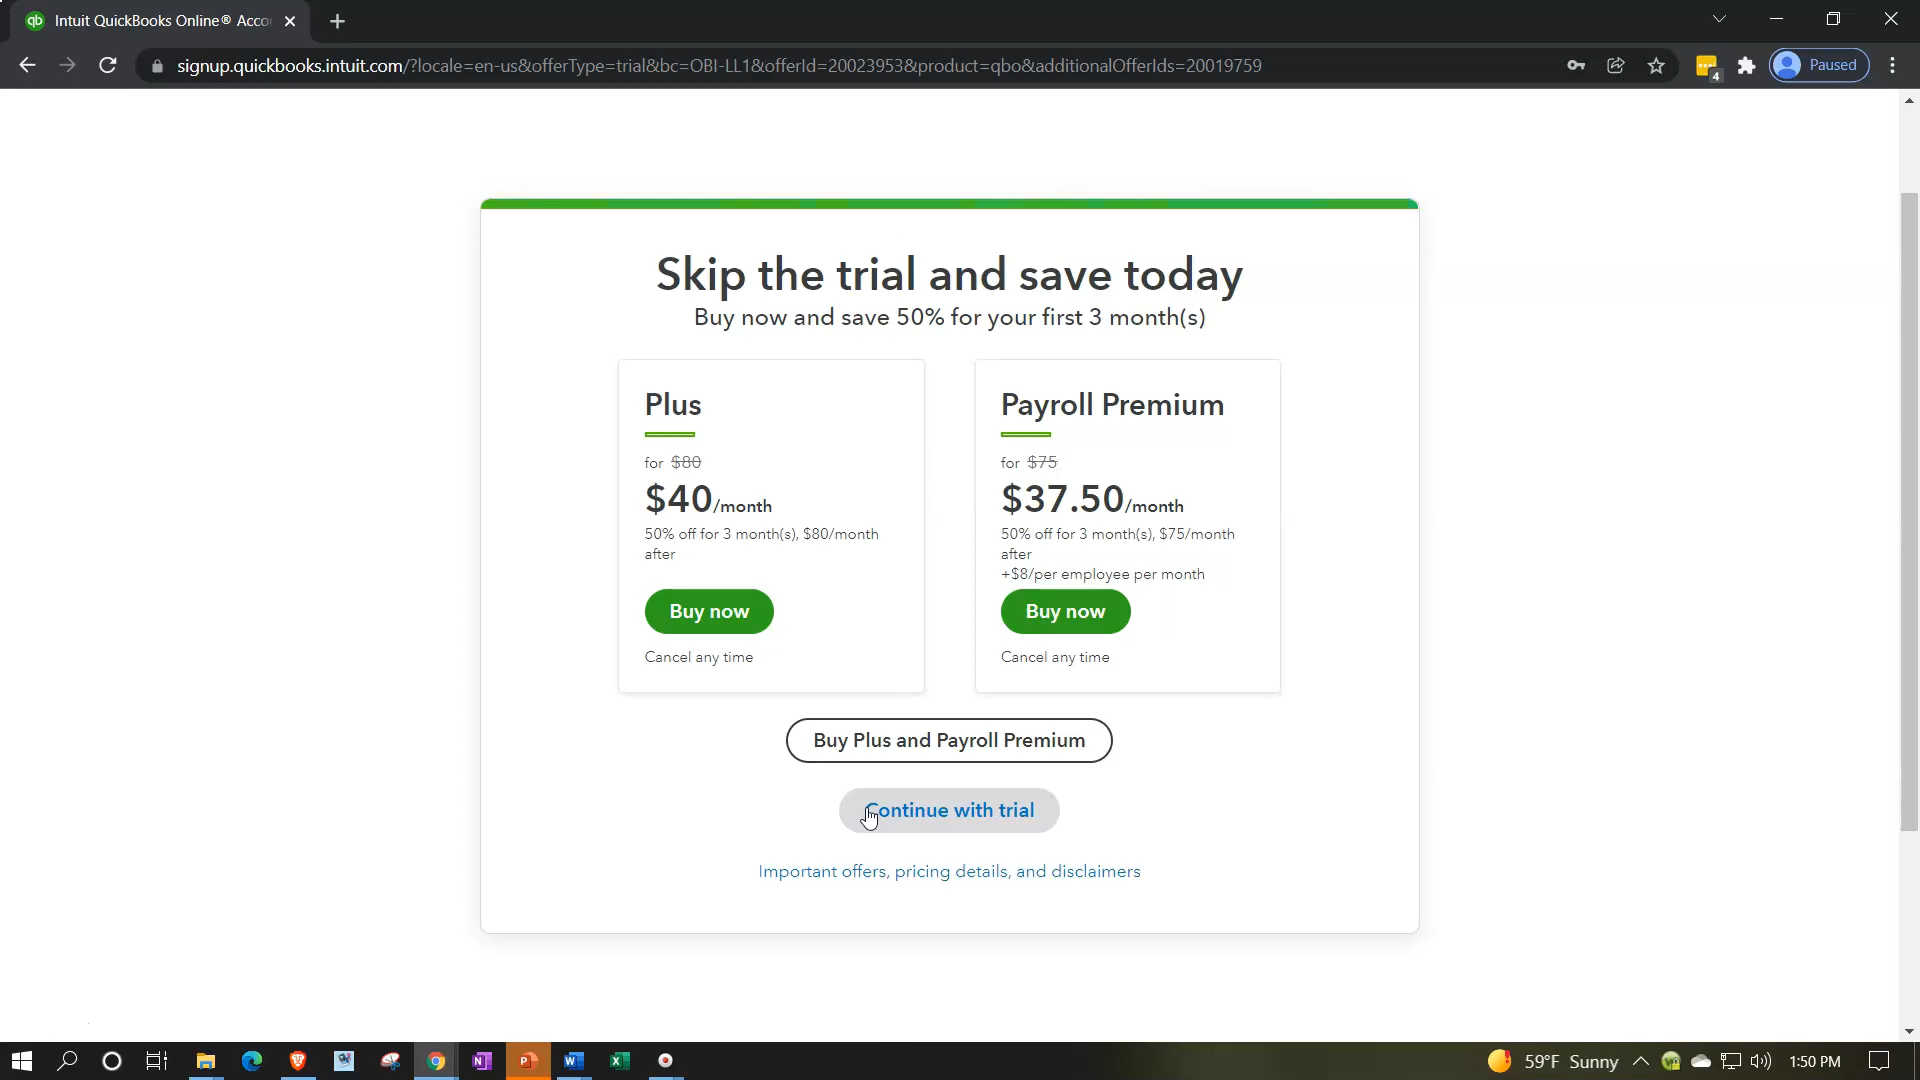 Intuit QuickBooks Online® Acco
signup.quickbooks.intuit.com/?locale=en-us&offerType=trial&bc=OBI-LL1&offerId=20023953&product=qbo&additionalOfferIds=20019759
4
Paused
Skip the trial and save today
Buy now and save 50% for your first 3 month(s)
Plus
for $80
$40/month
50% off for 3 month(s), $80/month
after
Buy now
Cancel any time
Payroll Premium
for $75
$37.50/month
50% off for 3 month(s), $75/month
after
+$8/per employee per month
Buy now
Cancel any time
Buy Plus and Payroll Premium
Continue with trial
Important offers, pricing details, and disclaimers
59°F Sunny
1:50 PM